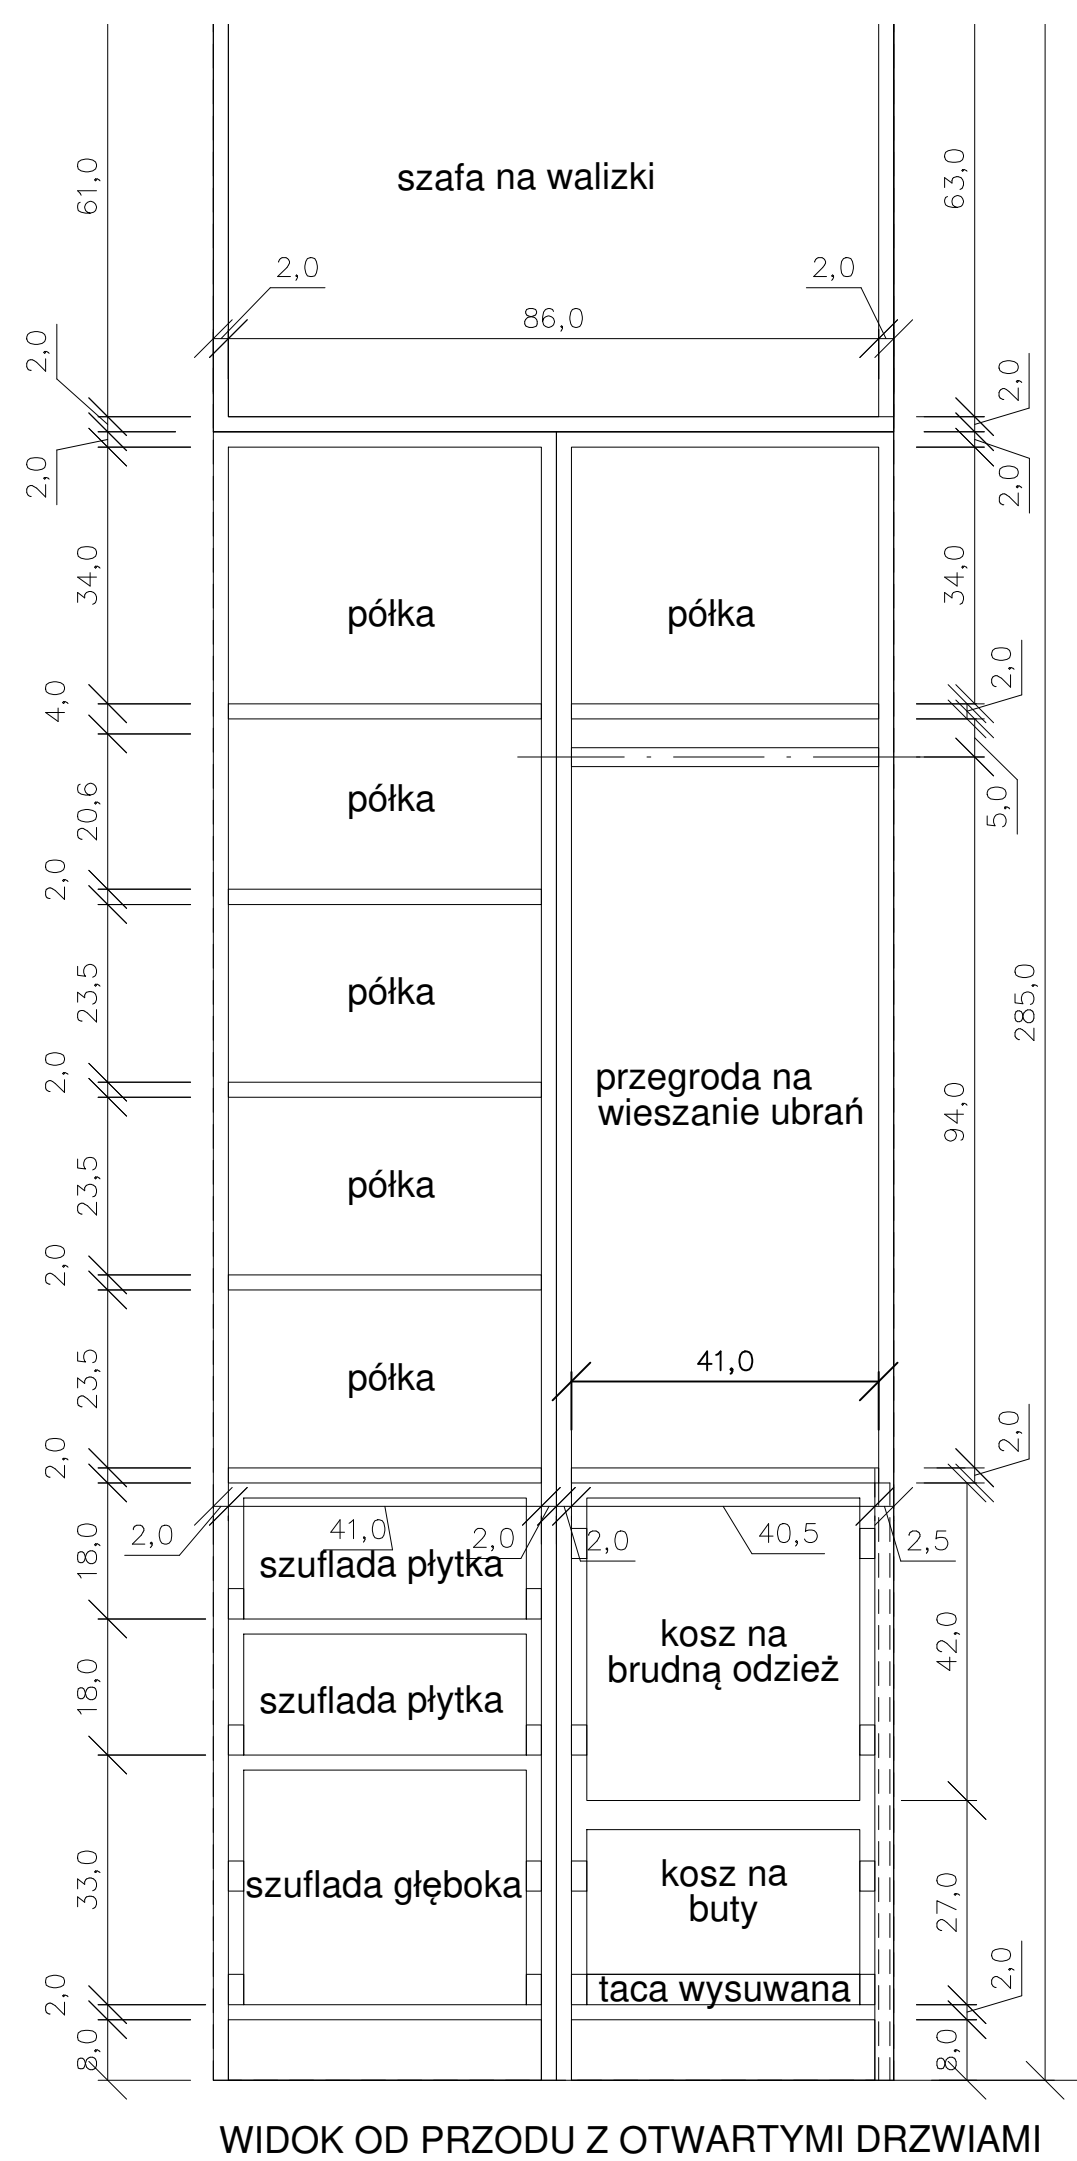 61,0
szafa na walizki
63,0
2,0
2,0
86,0
2,0
2,0
2,0
2,0
34,0
34,0
półka
półka
4,0
2,0
20,6
półka
5,0
2,0
23,5
półka
285,0
2,0
przegroda na
wieszanie ubrań
94,0
23,5
półka
2,0
41,0
23,5
półka
2,0
2,0
18,0
2,0
41,0
2,0
2,0
40,5
2,5
szuflada płytka
kosz na
brudną odzież
42,0
18,0
szuflada płytka
33,0
szuflada głęboka
kosz na
buty
27,0
2,0
taca wysuwana
2,0
8,0
8,0
WIDOK OD PRZODU Z OTWARTYMI DRZWIAMI